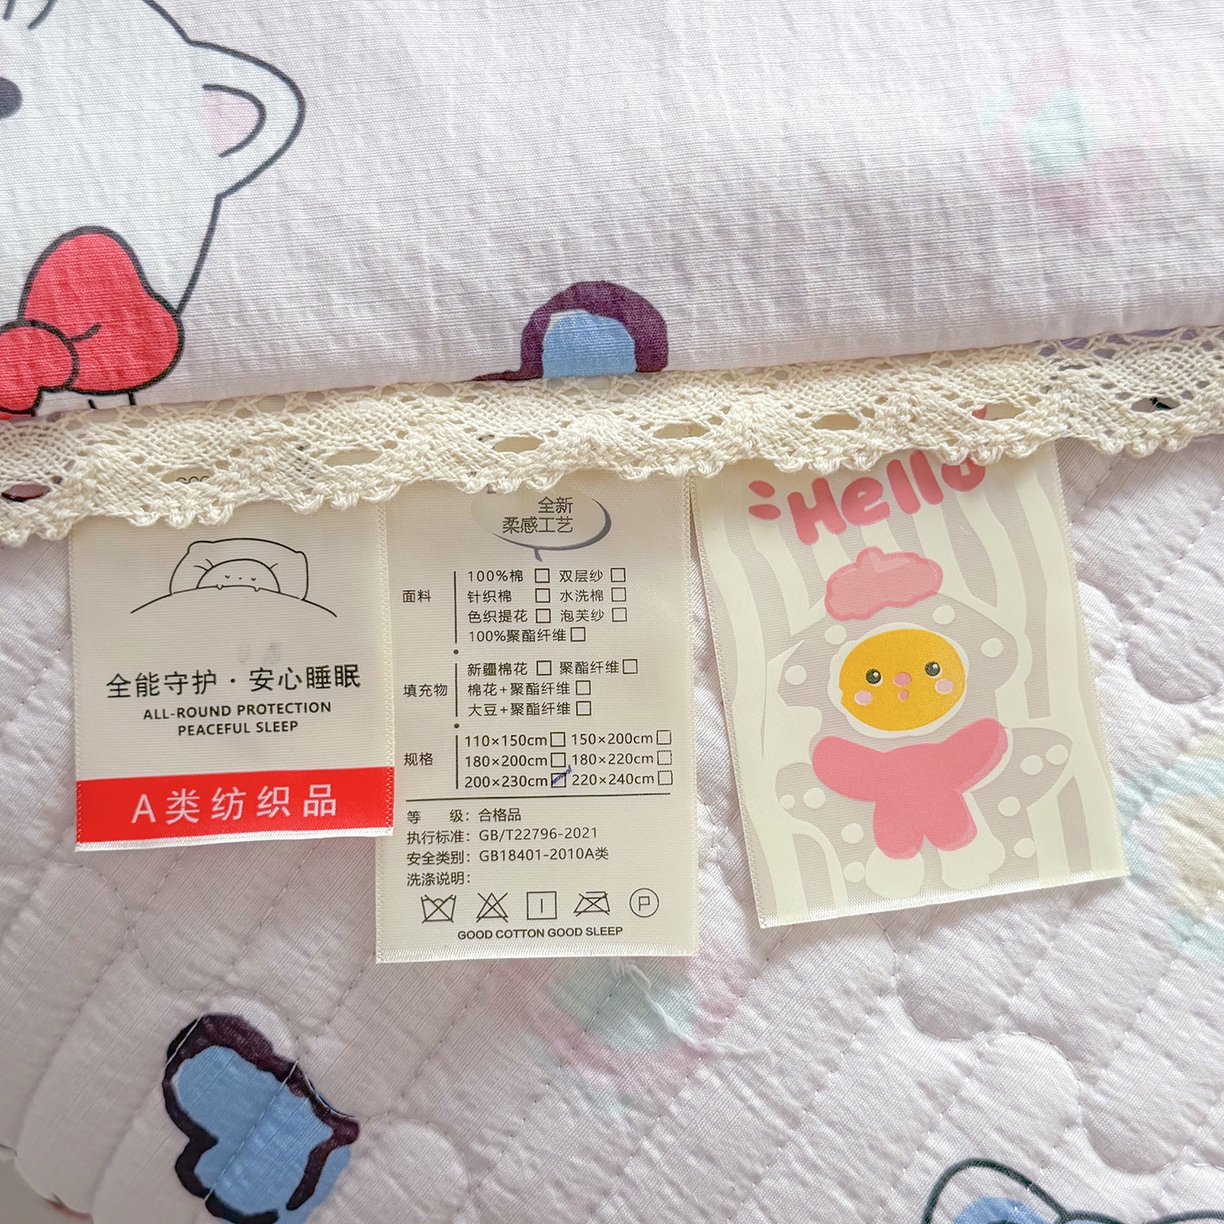 全能守护·安心睡眠
ALL-ROUND PROTECTION
PEACEFUL SLEEP
A类纺织品
全新
柔感工艺
面料
100%棉 □ 双层纱 □
针织棉 □ 水洗棉 □
色织提花 □ 泡芙纱 □
100%聚酯纤维 □
填充物
新疆棉花 □ 聚酯纤维 □
棉花+聚酯纤维 □
大豆+聚酯纤维 □
规格
110×150cm □ 150×200cm □
180×200cm □ 180×220cm □
200×230cm ☑ 220×240cm □
等 级：合格品
执行标准：GB/T22796-2021
安全类别：GB18401-2010A类
洗涤说明：
P
GOOD COTTON GOOD SLEEP
Hello